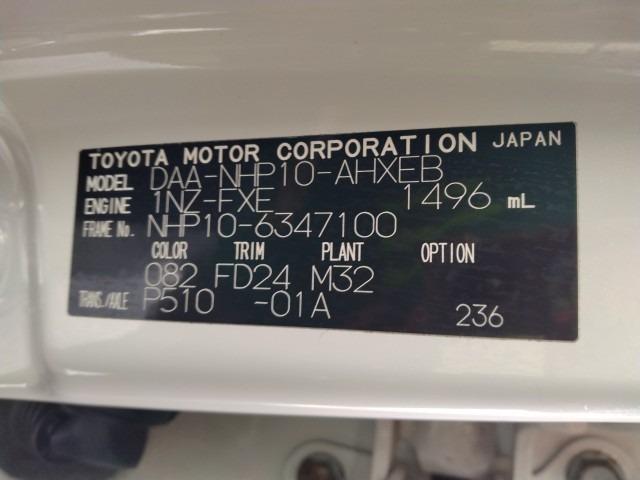 TOYOTA MOTOR CORPORATION JAPAN
MODEL DAA-NHP10-AHXEB
ENGINE 1NZ-FXE 1496 mL
FRAME No. NHP10-6347100
COLOR TRIM PLANT OPTION
082 FD24 M32
TRANS./AXLE P510 -01A 236